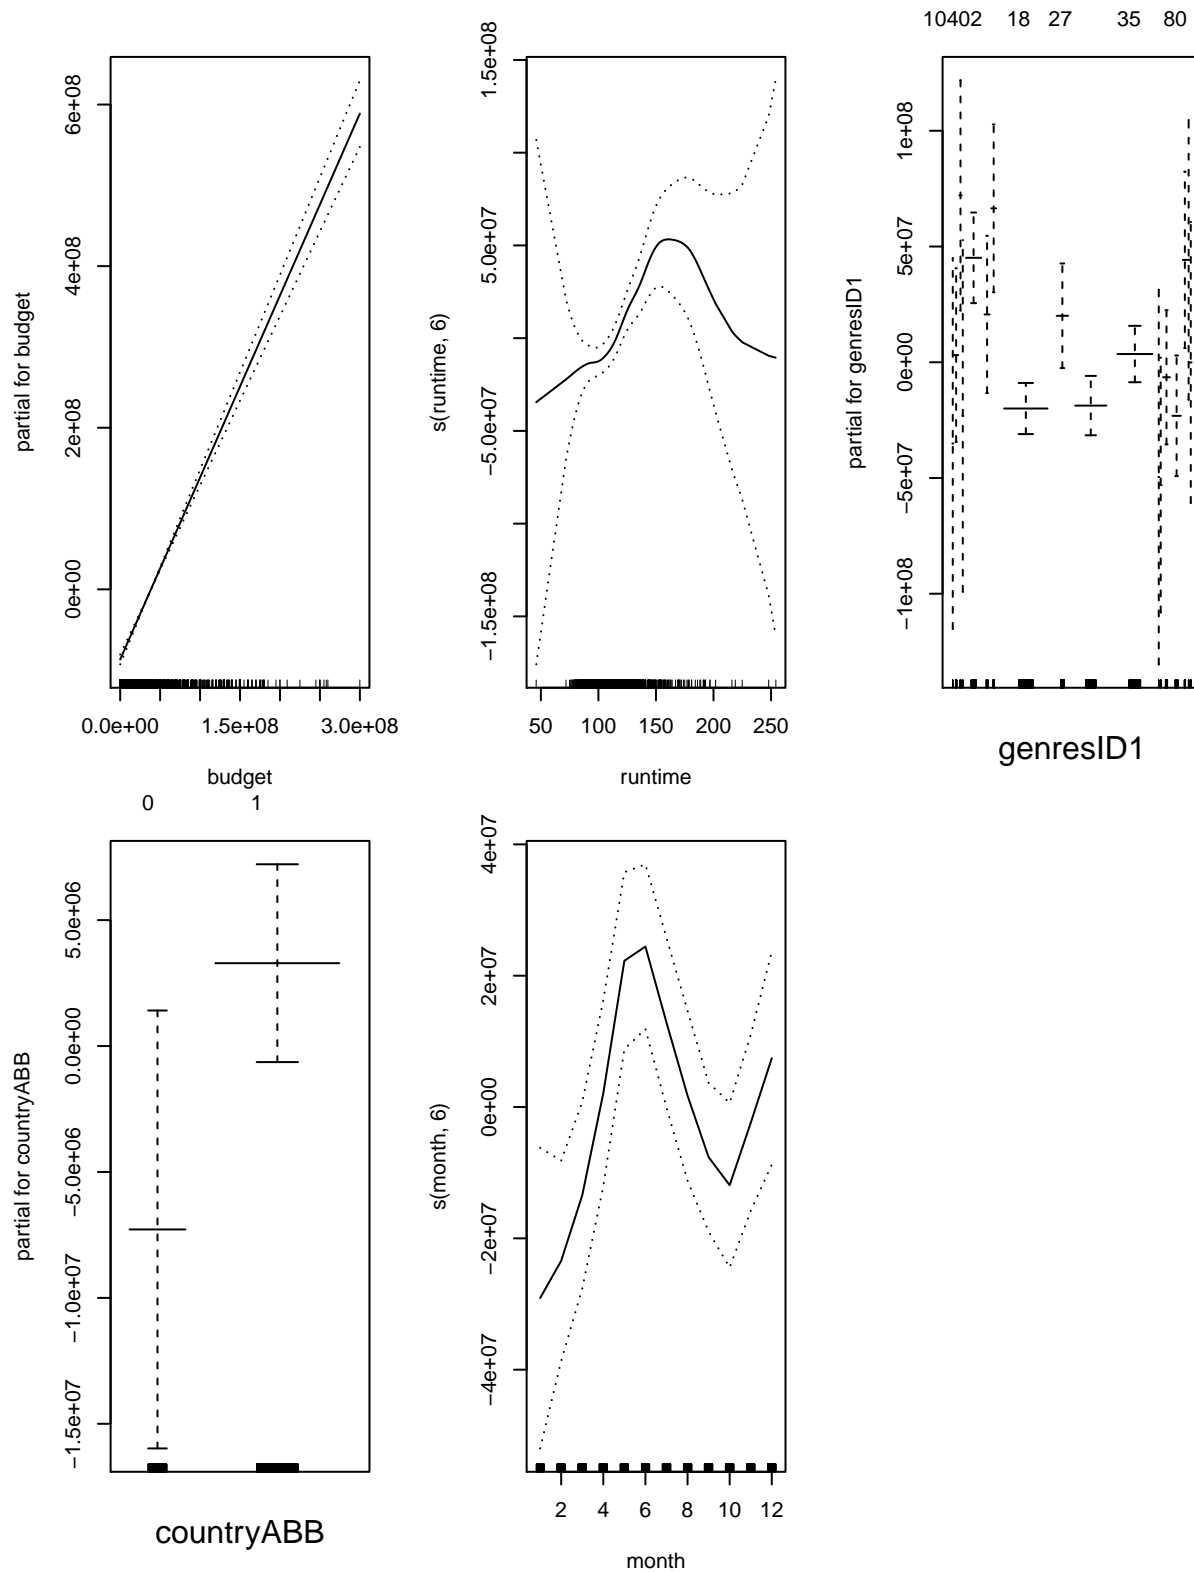 partial for budget
6e+08
4e+08
2e+08
0e+00
0.0e+00 1.5e+08 3.0e+08
budget
s(runtime, 6)
1.5e+08
5.0e+07
−5.0e+07
−1.5e+08
50 100 150 200 250
runtime
10402 18 27 35 80
partial for genresID1
1e+08
5e+07
0e+00
−5e+07
−1e+08
genresID1
0 1
partial for countryABB
5.0e+06
0.0e+00
−5.0e+06
−1.0e+07
−1.5e+07
countryABB
s(month, 6)
4e+07
2e+07
0e+00
−2e+07
−4e+07
2 4 6 8 10 12
month